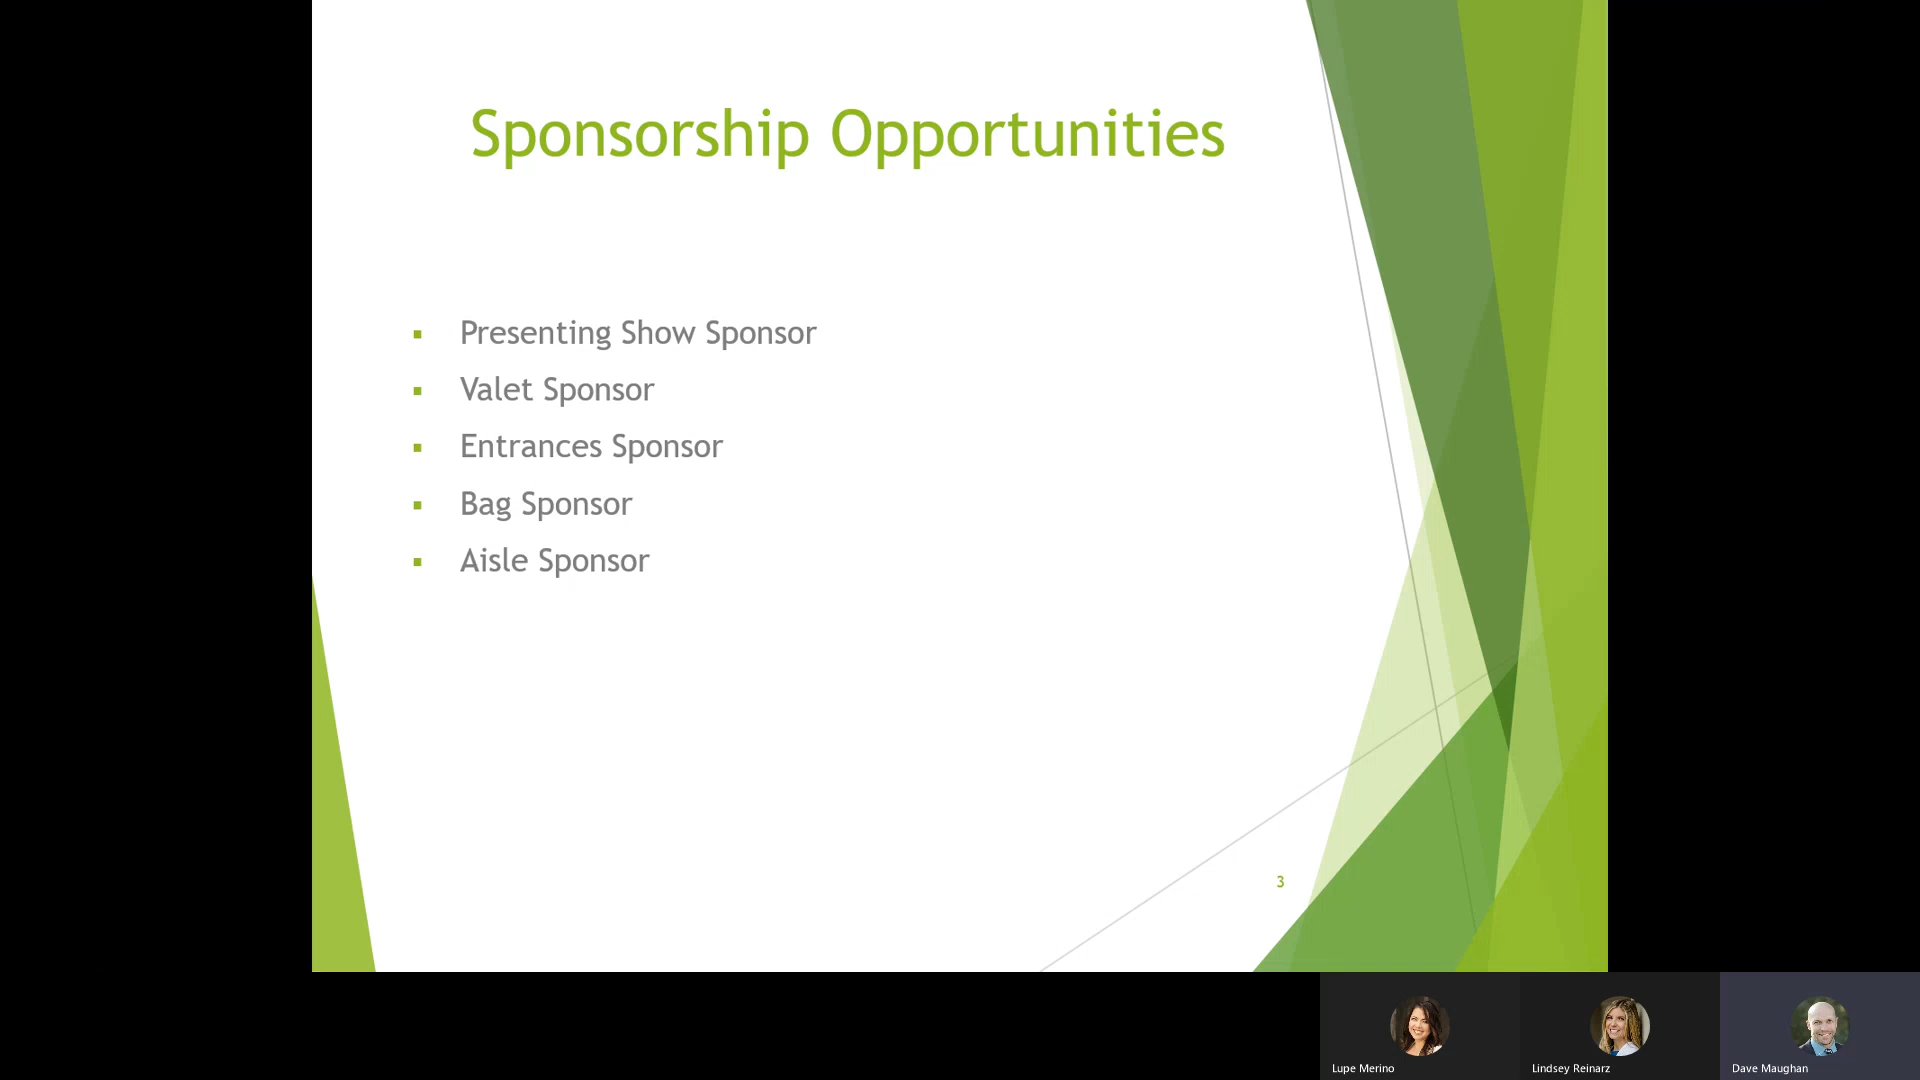 Sponsorship Opportunities
▪ Presenting Show Sponsor
▪ Valet Sponsor
▪ Entrances Sponsor
▪ Bag Sponsor
▪ Aisle Sponsor
3
Lupe Merino
Lindsey Reinarz
Dave Maughan